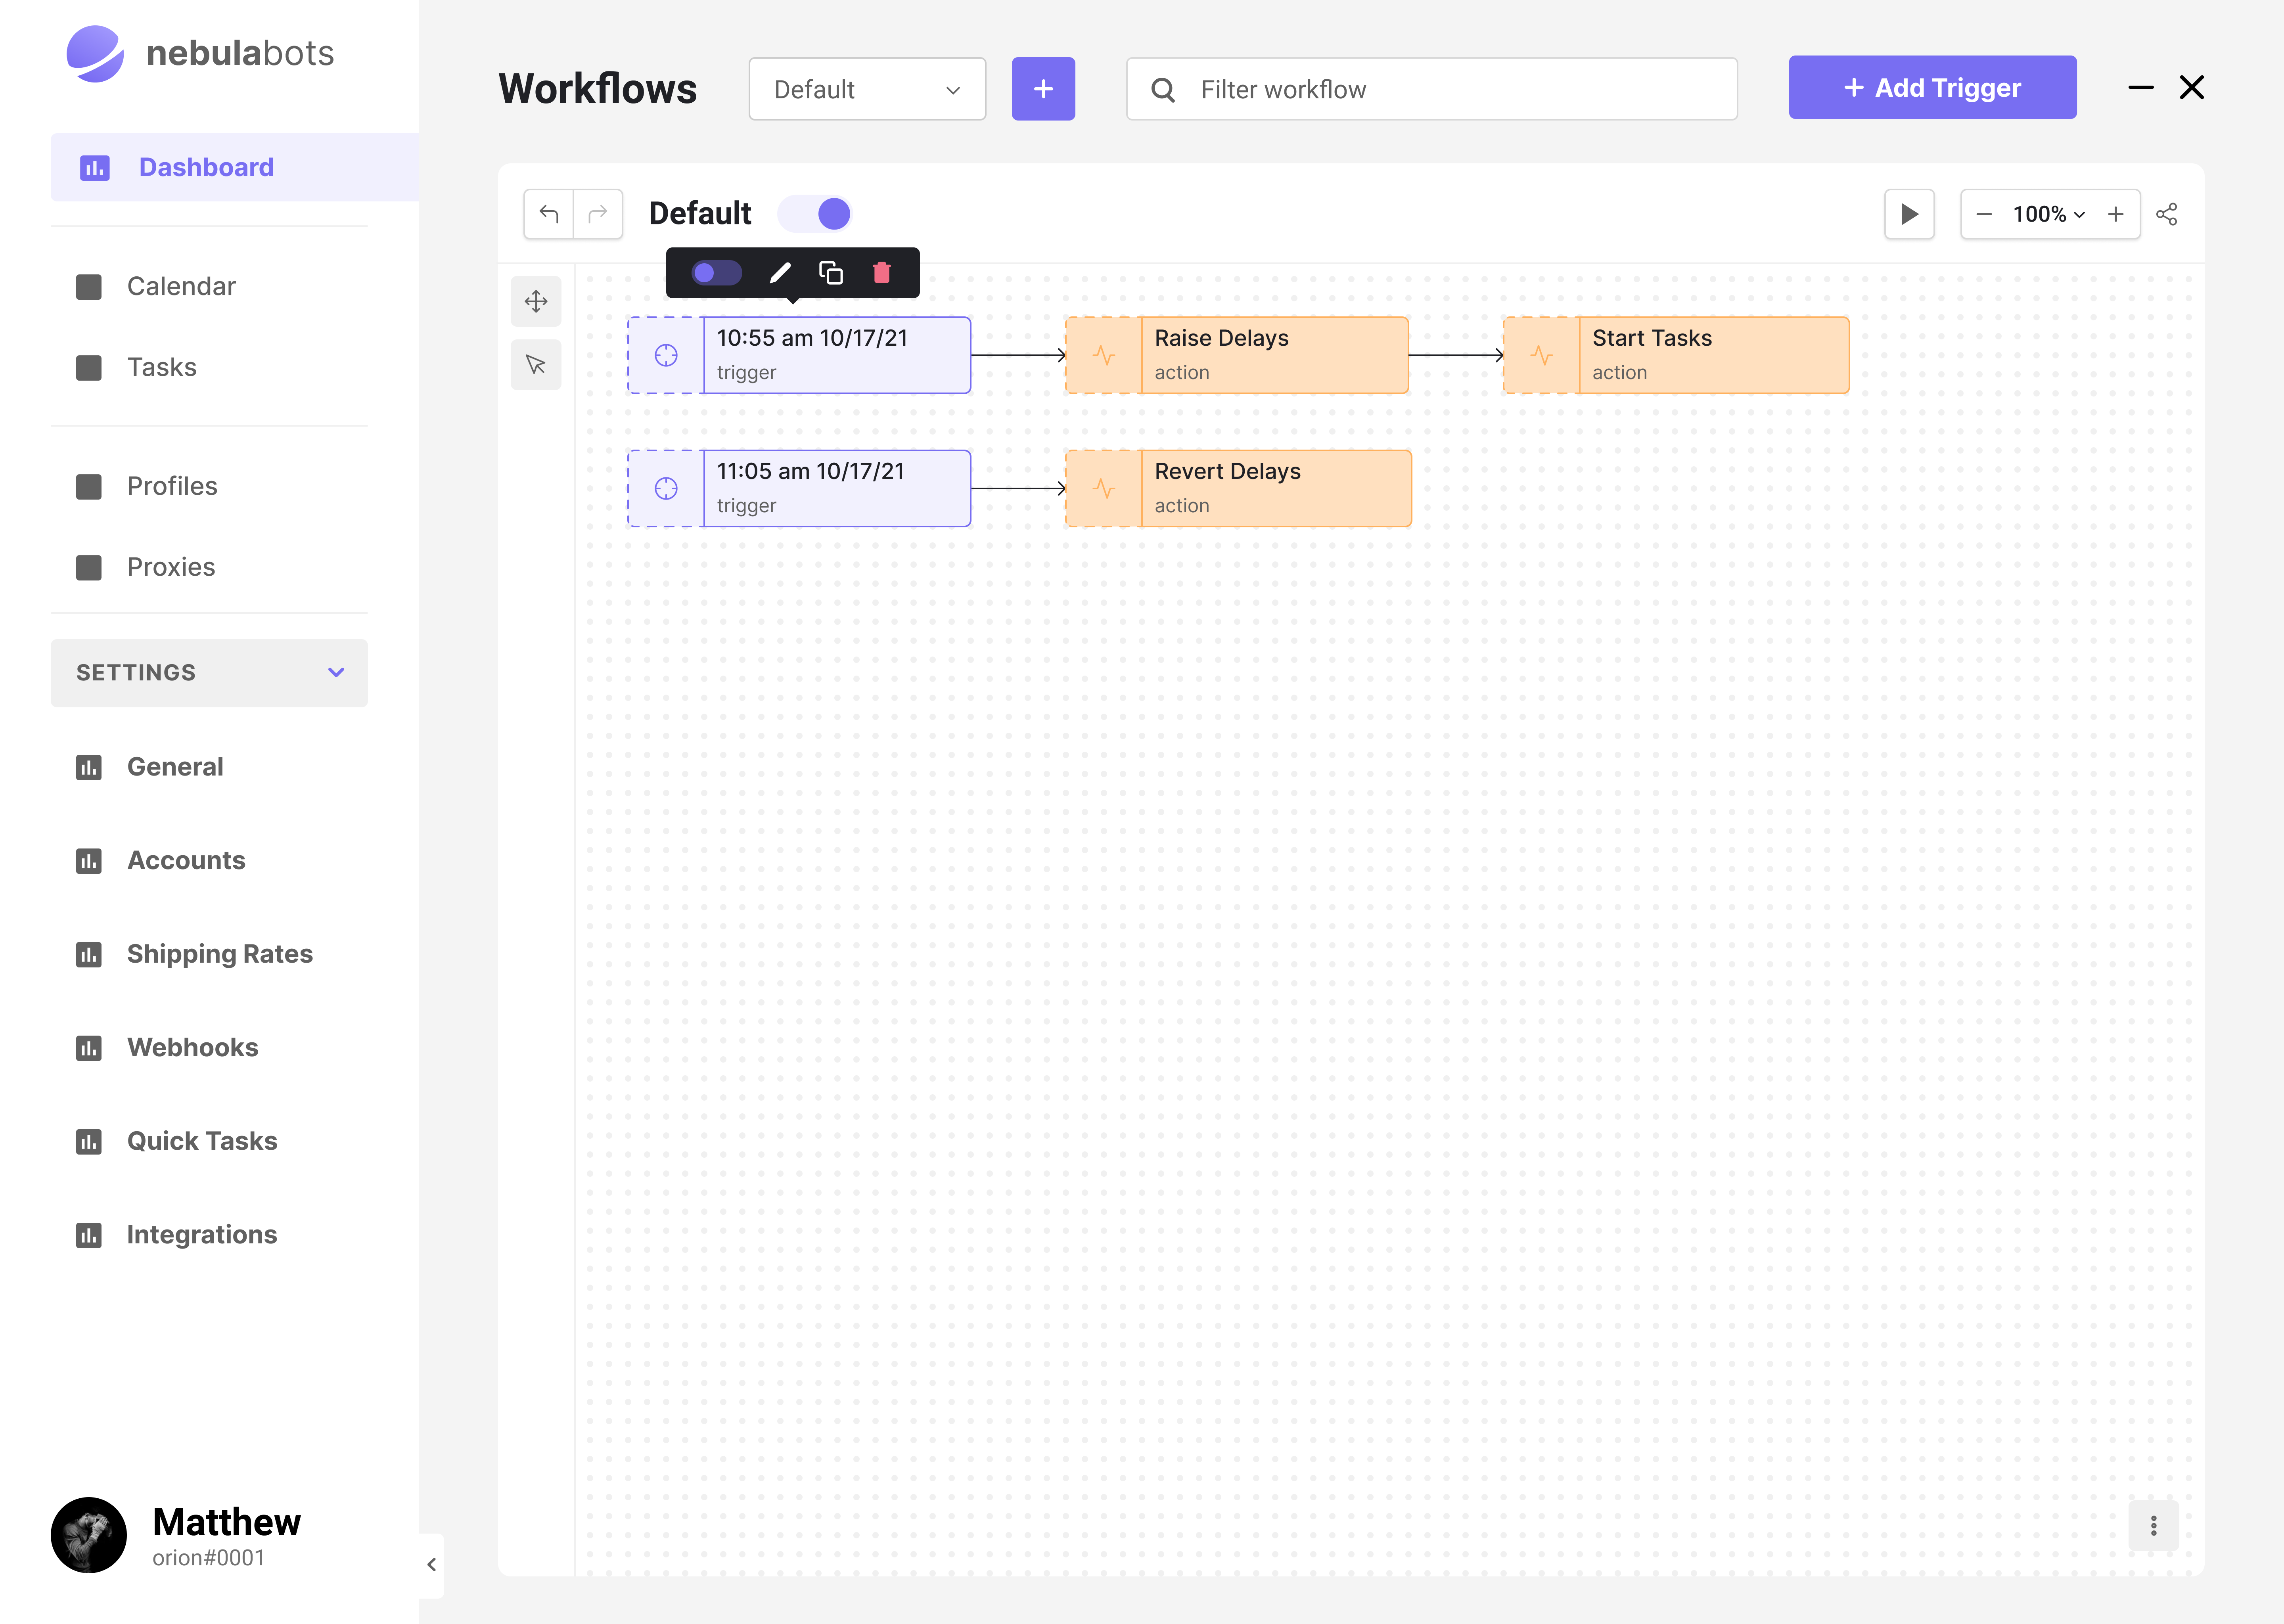 nebulabots
Dashboard
Calendar
Tasks
Profiles
Proxies
SETTINGS
General
Accounts
Shipping Rates
Webhooks
Quick Tasks
Integrations
Matthew
orion#0001
Workflows
Default
Filter workflow
Add Trigger
Default
100%
10:55 am 10/17/21
trigger
Raise Delays
action
Start Tasks
action
11:05 am 10/17/21
trigger
Revert Delays
action